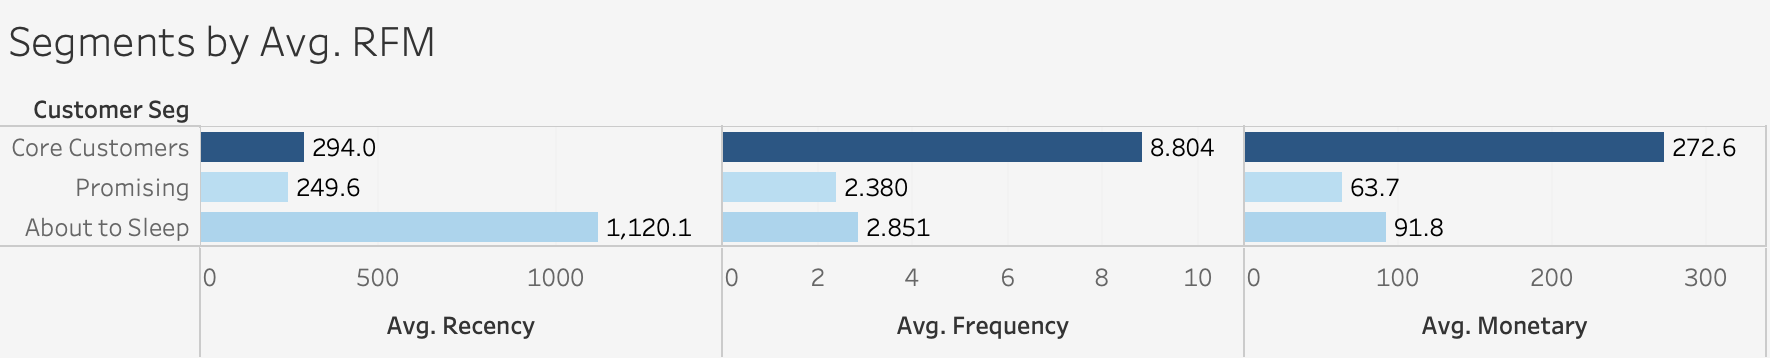 Segments by Avg. RFM
Customer Seg
Core Customers 294.0 8.804 272.6
Promising 249.6 2.380 63.7
About to Sleep 1,120.1 2.851 91.8
0 500 1000 0 2 4 6 8 10 0 100 200 300
Avg. Recency Avg. Frequency Avg. Monetary